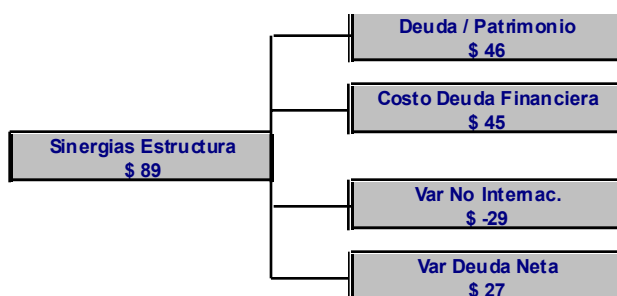 Deuda / Patrimonio
$ 46
Costo Deuda Financiera
$ 45
Sinergias Estructura
$ 89
Var No Internac.
$ -29
Var Deuda Neta
$ 27